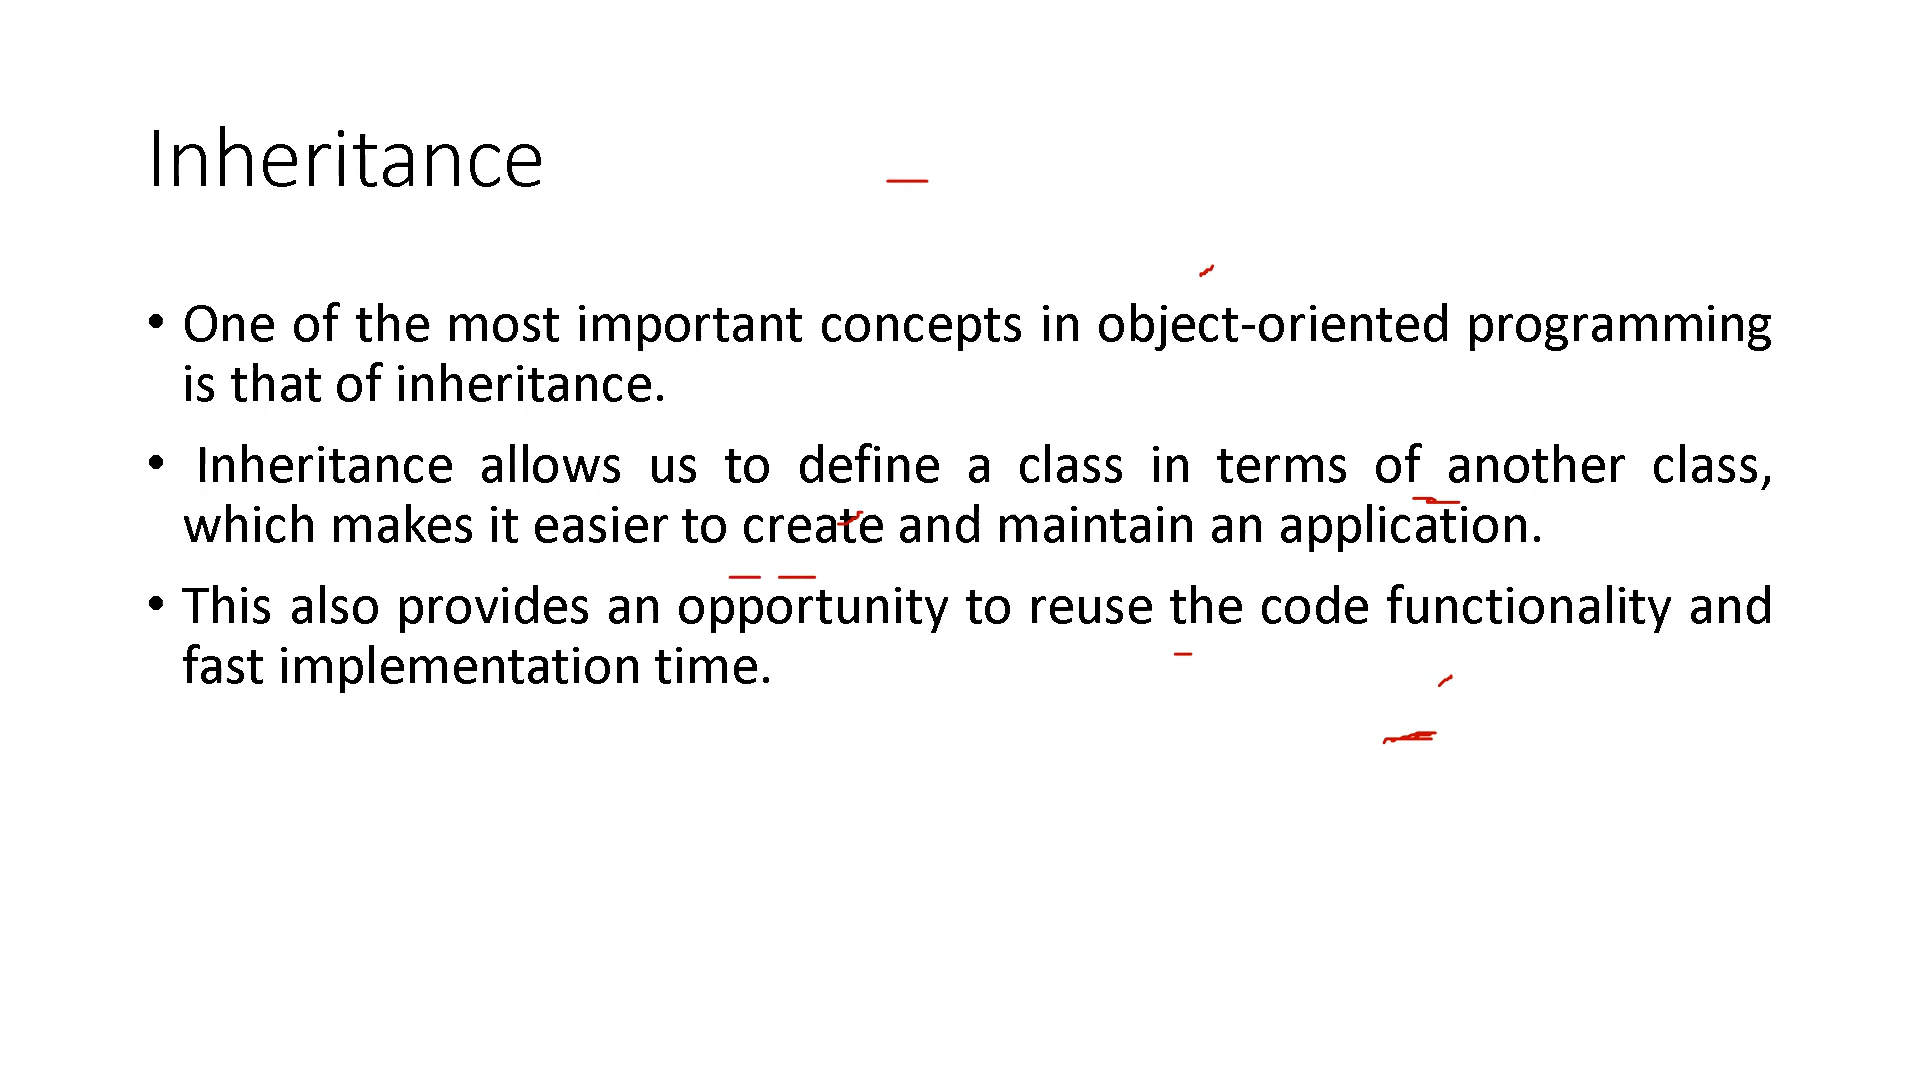 Inheritance
• One of the most important concepts in object-oriented programming
is that of inheritance.
• Inheritance allows us to define a class in terms of another class,
which makes it easier to create and maintain an application.
• This also provides an opportunity to reuse the code functionality and
fast implementation time.